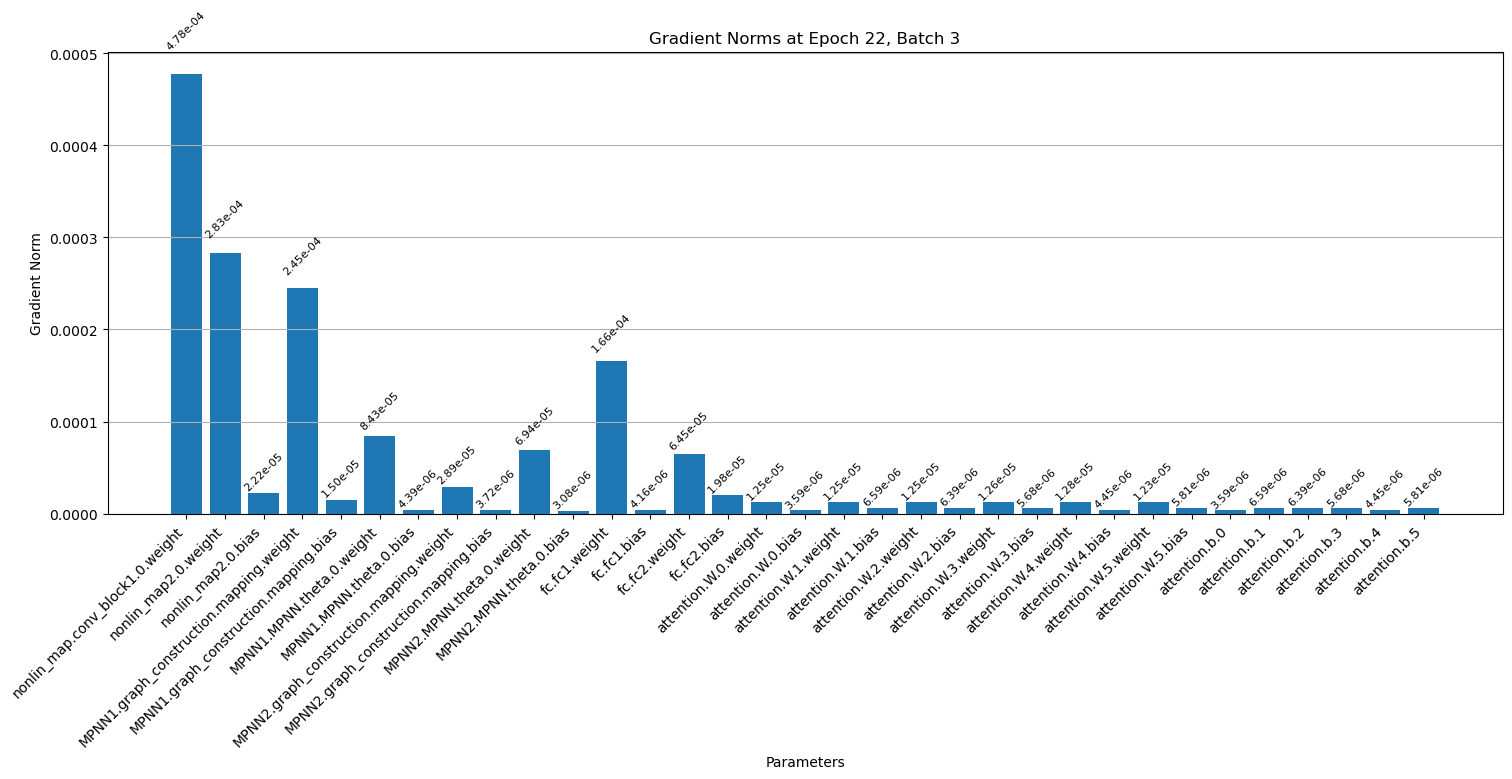 Gradient Norms at Epoch 22, Batch 3
Gradient Norm
0.0005
0.0004
0.0003
0.0002
0.0001
0.0000
4.78e-04
2.83e-04
2.22e-05
2.45e-04
1.50e-05
8.43e-05
4.39e-06
2.89e-05
3.72e-06
6.94e-05
3.08e-06
1.66e-04
4.16e-06
6.45e-05
1.98e-05
1.25e-05
3.59e-06
1.25e-05
6.59e-06
1.25e-05
6.39e-06
1.26e-05
5.68e-06
1.28e-05
4.45e-06
1.23e-05
5.81e-06
3.59e-06
6.59e-06
6.39e-06
5.68e-06
4.45e-06
5.81e-06
nonlin_map.conv_block1.0.weight
nonlin_map2.0.weight
nonlin_map2.0.bias
MPNN1.graph_construction.mapping.weight
MPNN1.graph_construction.mapping.bias
MPNN1.MPNN.theta.0.weight
MPNN1.MPNN.theta.0.bias
MPNN2.graph_construction.mapping.weight
MPNN2.graph_construction.mapping.bias
MPNN2.MPNN.theta.0.weight
MPNN2.MPNN.theta.0.bias
fc.fc1.weight
fc.fc1.bias
fc.fc2.weight
fc.fc2.bias
attention.W.0.weight
attention.W.0.bias
attention.W.1.weight
attention.W.1.bias
attention.W.2.weight
attention.W.2.bias
attention.W.3.weight
attention.W.3.bias
attention.W.4.weight
attention.W.4.bias
attention.W.5.weight
attention.W.5.bias
attention.b.0
attention.b.1
attention.b.2
attention.b.3
attention.b.4
attention.b.5
Parameters